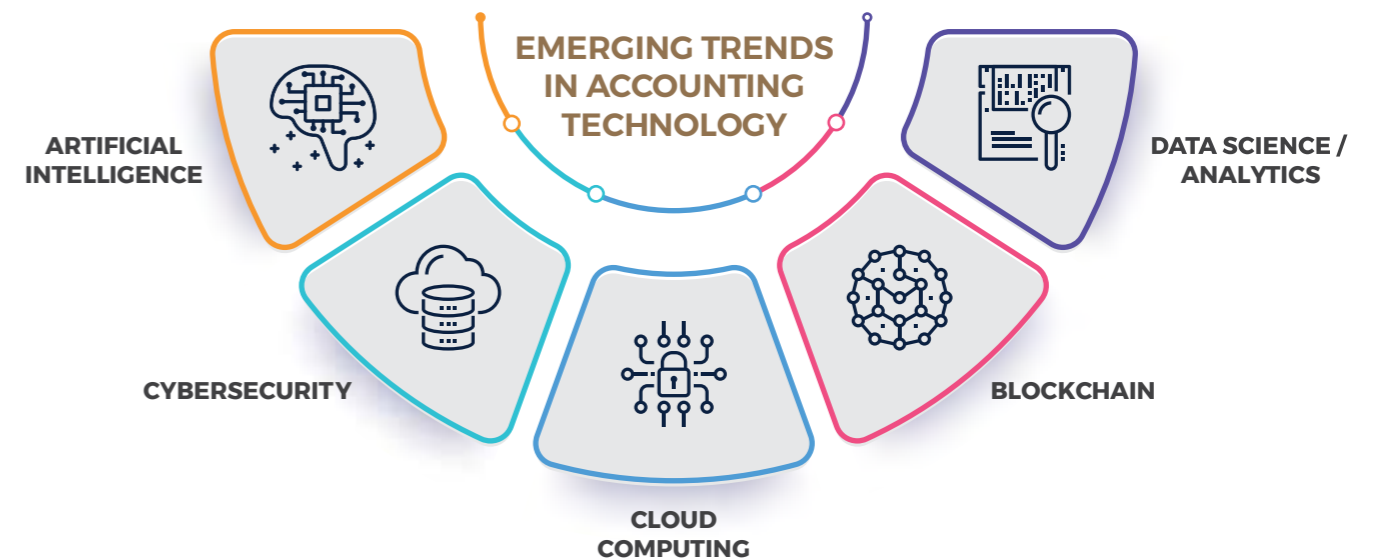 EMERGING TRENDS
IN ACCOUNTING
TECHNOLOGY
ARTIFICIAL
INTELLIGENCE
CYBERSECURITY
CLOUD
COMPUTING
BLOCKCHAIN
DATA SCIENCE /
ANALYTICS